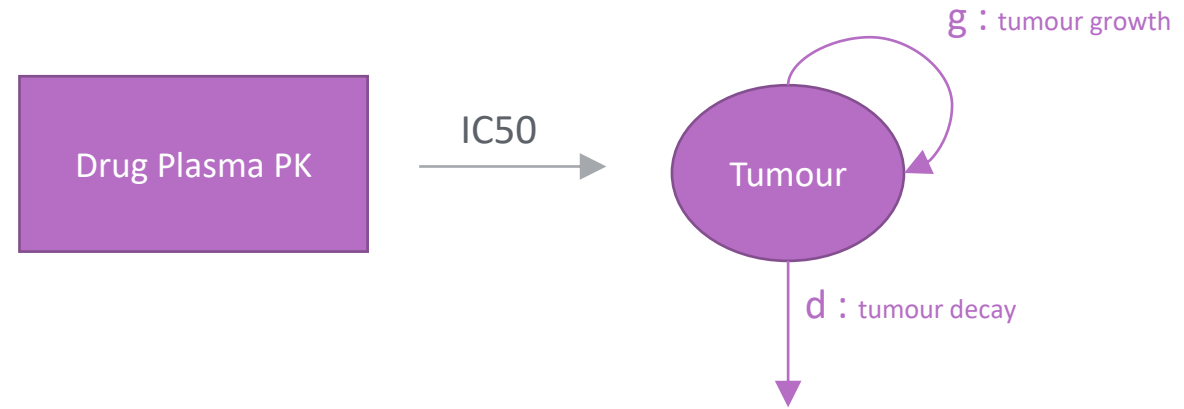 g : tumour growth
IC50
Drug Plasma PK
Tumour
d : tumour decay